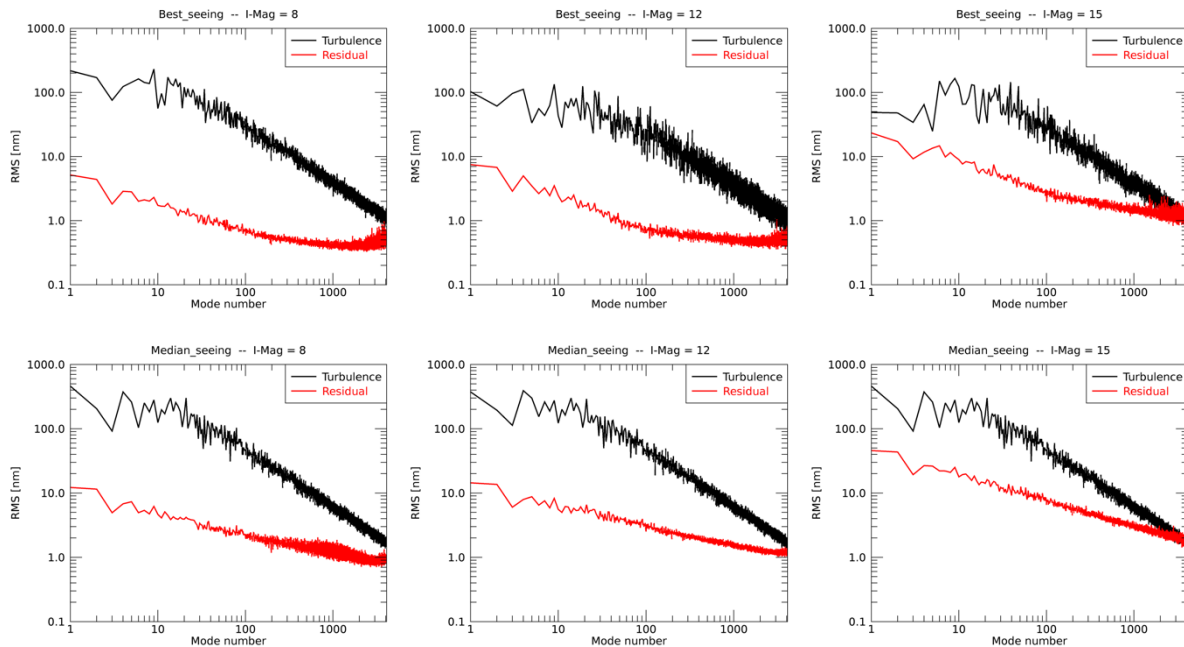 Best_seeing -- I-Mag = 8
1000.0
100.0
10.0
1.0
0.1
RMS [nm]
Turbulence
Residual
1
10
100
1000
Mode number
Best_seeing -- I-Mag = 12
1000.0
100.0
10.0
1.0
0.1
RMS [nm]
Turbulence
Residual
1
10
100
1000
Mode number
Best_seeing -- I-Mag = 15
1000.0
100.0
10.0
1.0
0.1
RMS [nm]
Turbulence
Residual
1
10
100
1000
Mode number
Median_seeing -- I-Mag = 8
1000.0
100.0
10.0
1.0
0.1
RMS [nm]
Turbulence
Residual
1
10
100
1000
Mode number
Median_seeing -- I-Mag = 12
1000.0
100.0
10.0
1.0
0.1
RMS [nm]
Turbulence
Residual
1
10
100
1000
Mode number
Median_seeing -- I-Mag = 15
1000.0
100.0
10.0
1.0
0.1
RMS [nm]
Turbulence
Residual
1
10
100
1000
Mode number